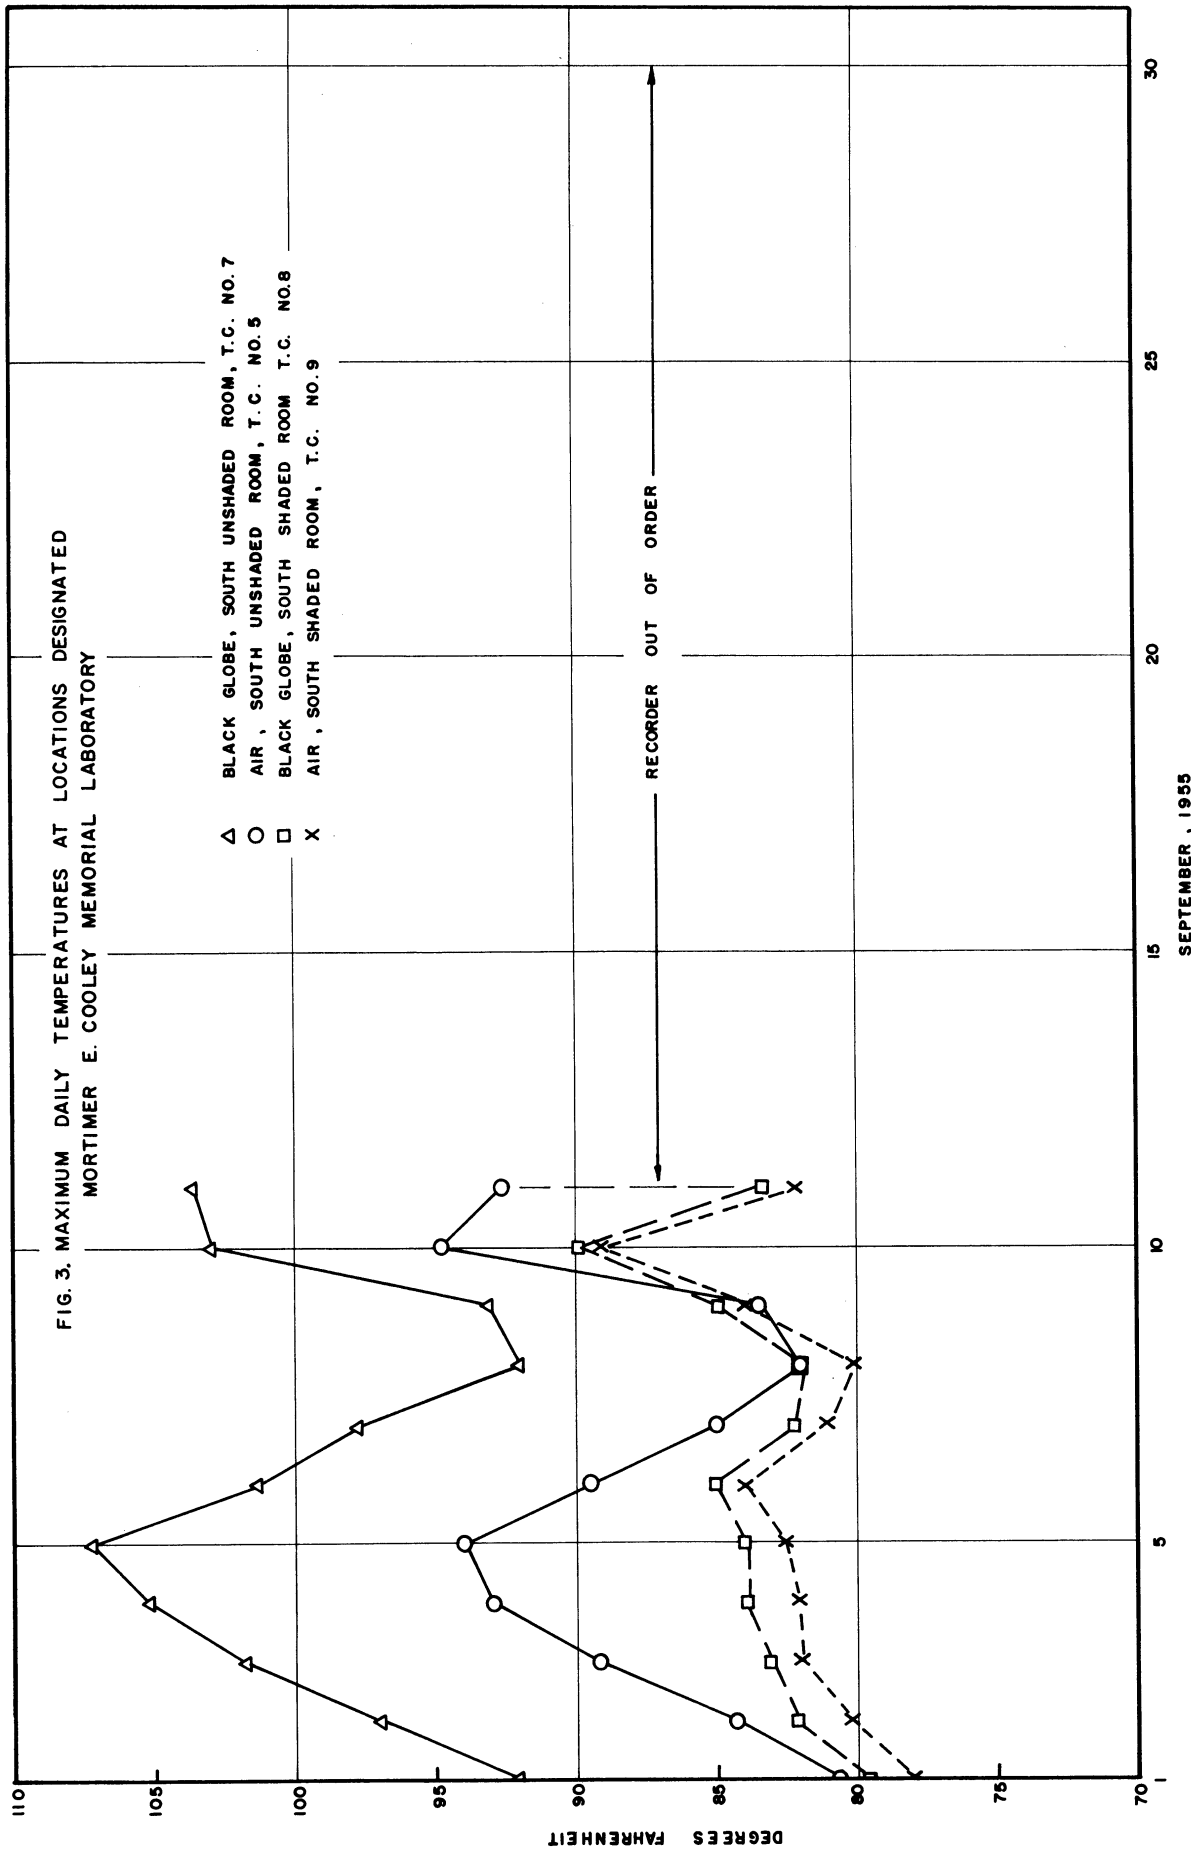 FIG. 3. MAXIMUM DAILY TEMPERATURES AT LOCATIONS DESIGNATED
MORTIMER E. COOLEY MEMORIAL LABORATORY
△ BLACK GLOBE, SOUTH UNSHADED ROOM, T.C. NO. 7
○ AIR, SOUTH UNSHADED ROOM, T.C. NO. 5
□ BLACK GLOBE, SOUTH SHADED ROOM T.C. NO. 8
X AIR, SOUTH SHADED ROOM, T.C. NO. 9
RECORDER OUT OF ORDER
DEGREES FAHRENHEIT
110
105
100
95
90
85
80
75
70
1
5
10
15
20
25
30
SEPTEMBER, 1955